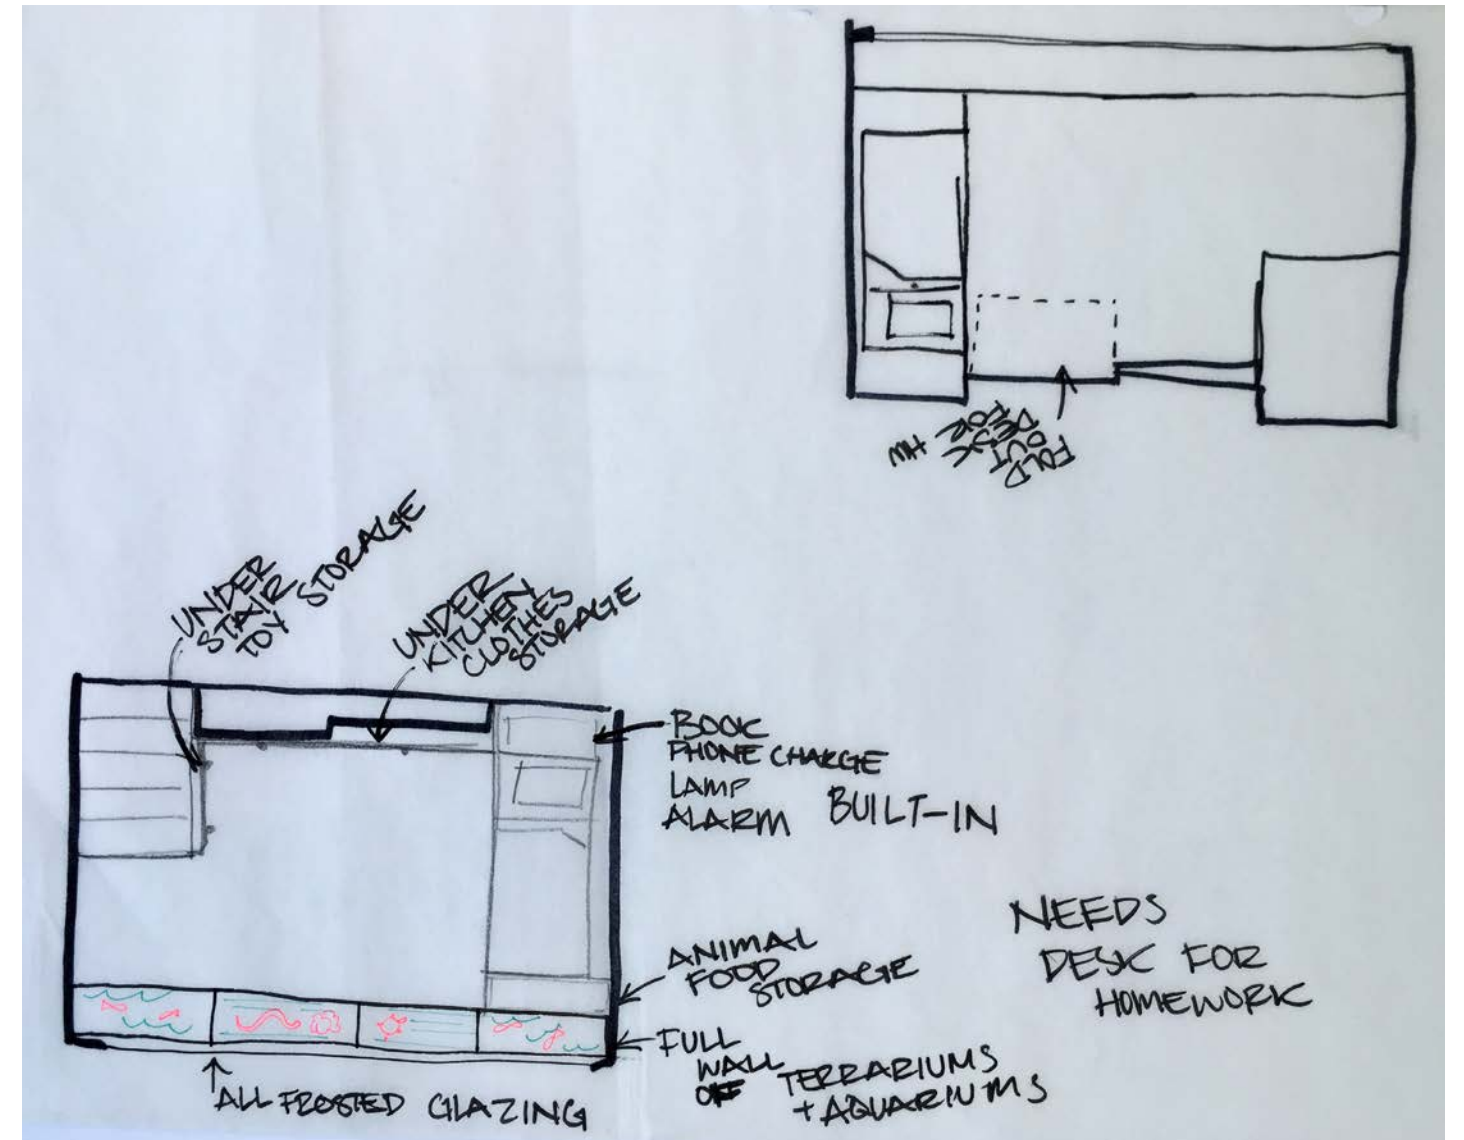 FOLD
OUT
DESK
FOR HW
UNDER
STAIR
TOY STORAGE
UNDER
KITCHEN
CLOTHES
STORAGE
BOOK
PHONE CHARGE
LAMP
ALARM BUILT-IN
ANIMAL
FOOD
STORAGE
NEEDS
DESK FOR
HOMEWORK
FULL
WALL
OF TERRARIUMS
+ AQUARIUMS
ALL FROSTED GLAZING